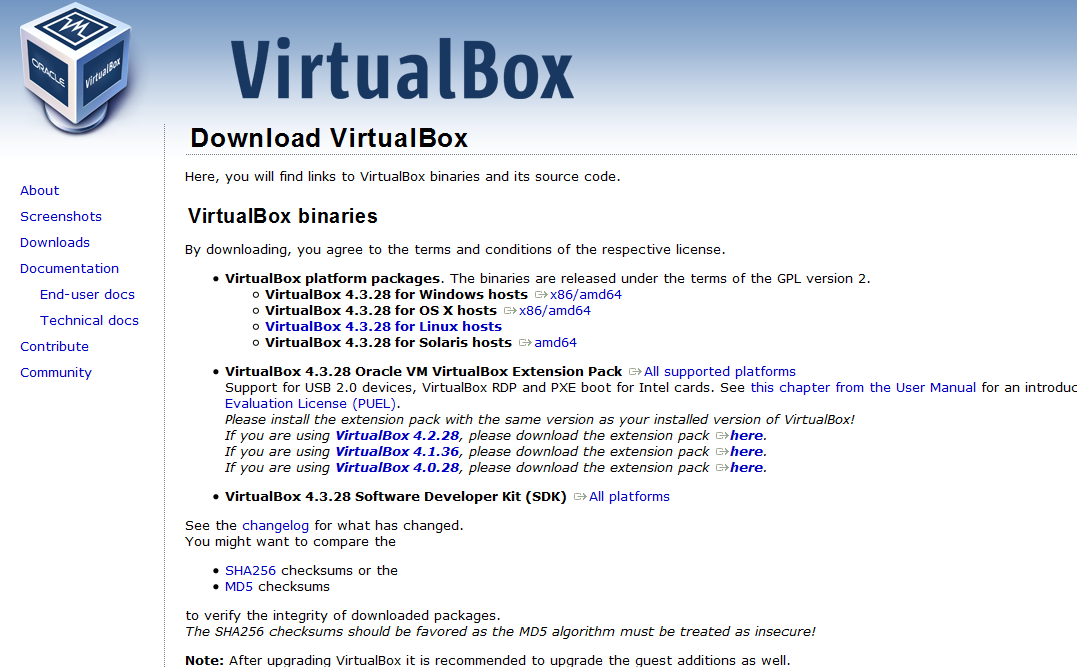 ORACLE
VirtualBox
VirtualBox
Download VirtualBox
Here, you will find links to VirtualBox binaries and its source code.
About
Screenshots
Downloads
Documentation
End-user docs
Technical docs
Contribute
Community
VirtualBox binaries
By downloading, you agree to the terms and conditions of the respective license.
• VirtualBox platform packages. The binaries are released under the terms of the GPL version 2.
○ VirtualBox 4.3.28 for Windows hosts x86/amd64
○ VirtualBox 4.3.28 for OS X hosts x86/amd64
○ VirtualBox 4.3.28 for Linux hosts
○ VirtualBox 4.3.28 for Solaris hosts amd64
• VirtualBox 4.3.28 Oracle VM VirtualBox Extension Pack All supported platforms
Support for USB 2.0 devices, VirtualBox RDP and PXE boot for Intel cards. See this chapter from the User Manual for an introduc
Evaluation License (PUEL).
Please install the extension pack with the same version as your installed version of VirtualBox!
If you are using VirtualBox 4.2.28, please download the extension pack here.
If you are using VirtualBox 4.1.36, please download the extension pack here.
If you are using VirtualBox 4.0.28, please download the extension pack here.
• VirtualBox 4.3.28 Software Developer Kit (SDK) All platforms
See the changelog for what has changed.
You might want to compare the
• SHA256 checksums or the
• MD5 checksums
to verify the integrity of downloaded packages.
The SHA256 checksums should be favored as the MD5 algorithm must be treated as insecure!
Note: After upgrading VirtualBox it is recommended to upgrade the guest additions as well.